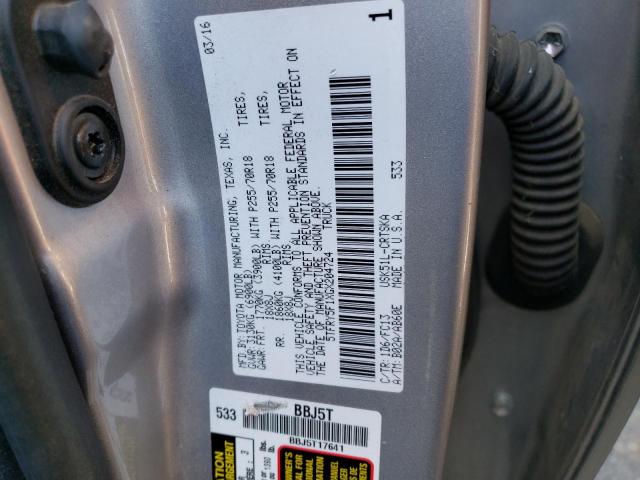 03/16
1
MFD.BY:TOYOTA MOTOR MANUFACTURING, TEXAS, INC.
GVWR:3130KG (6900LB)
GAWR:FRT. 1770KG (3900LB) WITH P255/70R18 TIRES,
18X8J RIMS
RR. 1860KG (4100LB) WITH P255/70R18 TIRES,
18X8J RIMS
THIS VEHICLE CONFORMS TO ALL APPLICABLE FEDERAL MOTOR
VEHICLE SAFETY AND THEFT PREVENTION STANDARDS IN EFFECT ON
THE DATE OF MANUFACTURE SHOWN ABOVE.
5TFRY5F1XGX204724 TRUCK
533
C/TR:1D6/FC13 USK51L-CRTSKA
A/TM:B02A/AB60E MADE IN U.S.A.
533 BBJ5T
BBJ5T17641
3
lbs.
lb.